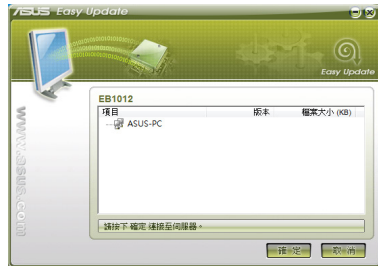 ASUS Easy Update
Easy Update
EB1012
項目 版本 檔案大小 (KB)
ASUS-PC
請按下 確定 連接至伺服器。
確定 取消
WWW.ASUS.COM